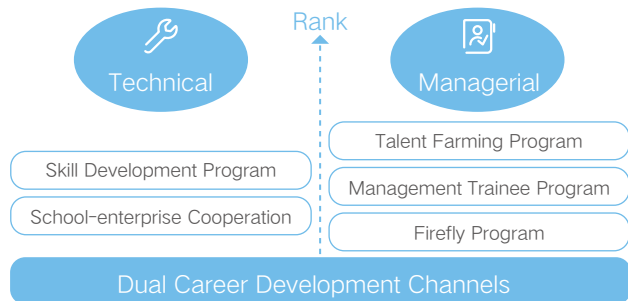 Rank
Technical
Managerial
Talent Farming Program
Skill Development Program
Management Trainee Program
School-enterprise Cooperation
Firefly Program
Dual Career Development Channels